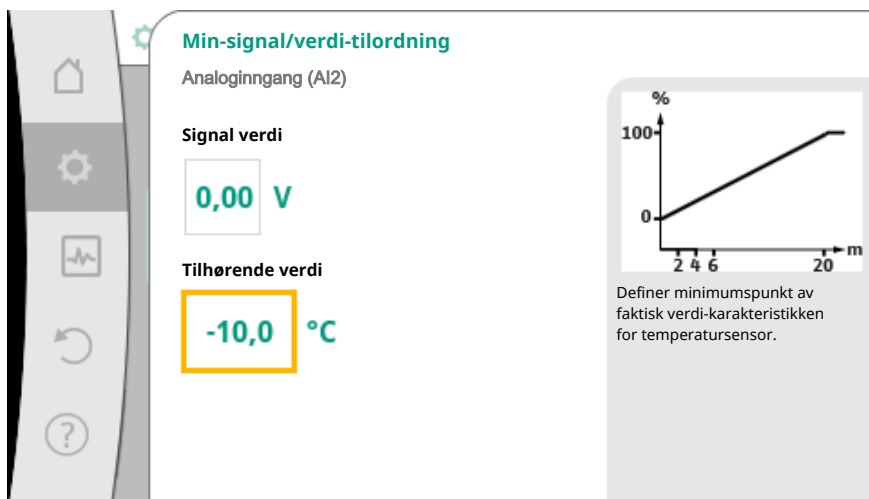 Min-signal/verdi-tilordning
Analoginngang (AI2)
Signal verdi
0,00 V
Tilhørende verdi
-10,0 °C
%
100
0
2 4 6 20 m
Definer minimumspunkt av
faktisk verdi-karakteristikken
for temperatursensor.
?